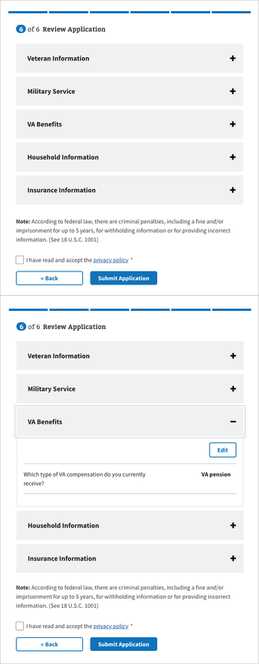 6 of 6 Review Application
Veteran Information +
Military Service +
VA Benefits +
Household Information +
Insurance Information +
Note: According to federal law, there are criminal penalties, including a fine and/or
imprisonment for up to 5 years, for withholding information or for providing incorrect
information. (See 18 U.S.C. 1001)
I have read and accept the privacy policy *
« Back Submit Application
6 of 6 Review Application
Veteran Information +
Military Service +
VA Benefits −
Edit
Which type of VA compensation do you currently VA pension
receive?
Household Information +
Insurance Information +
Note: According to federal law, there are criminal penalties, including a fine and/or
imprisonment for up to 5 years, for withholding information or for providing incorrect
information. (See 18 U.S.C. 1001)
I have read and accept the privacy policy *
« Back Submit Application